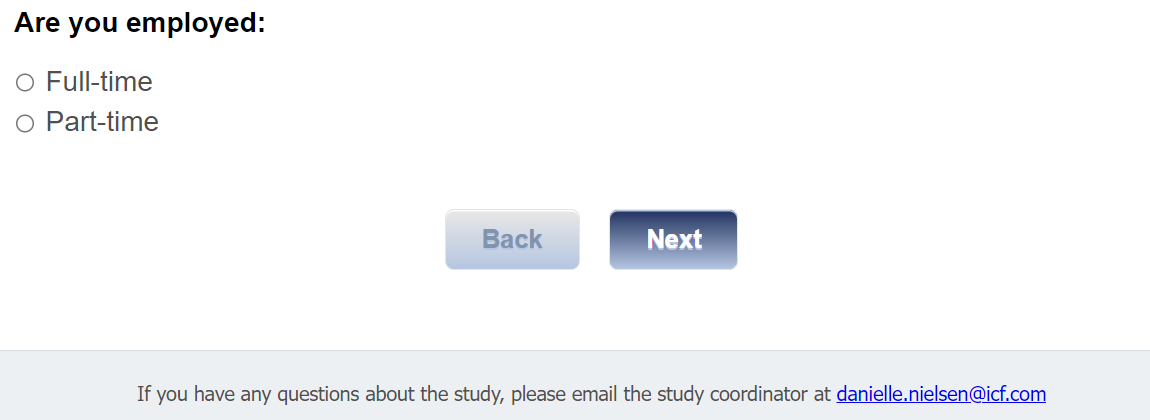 Are you employed:
Full-time
Part-time
Back
Next
If you have any questions about the study, please email the study coordinator at danielle.nielsen@icf.com